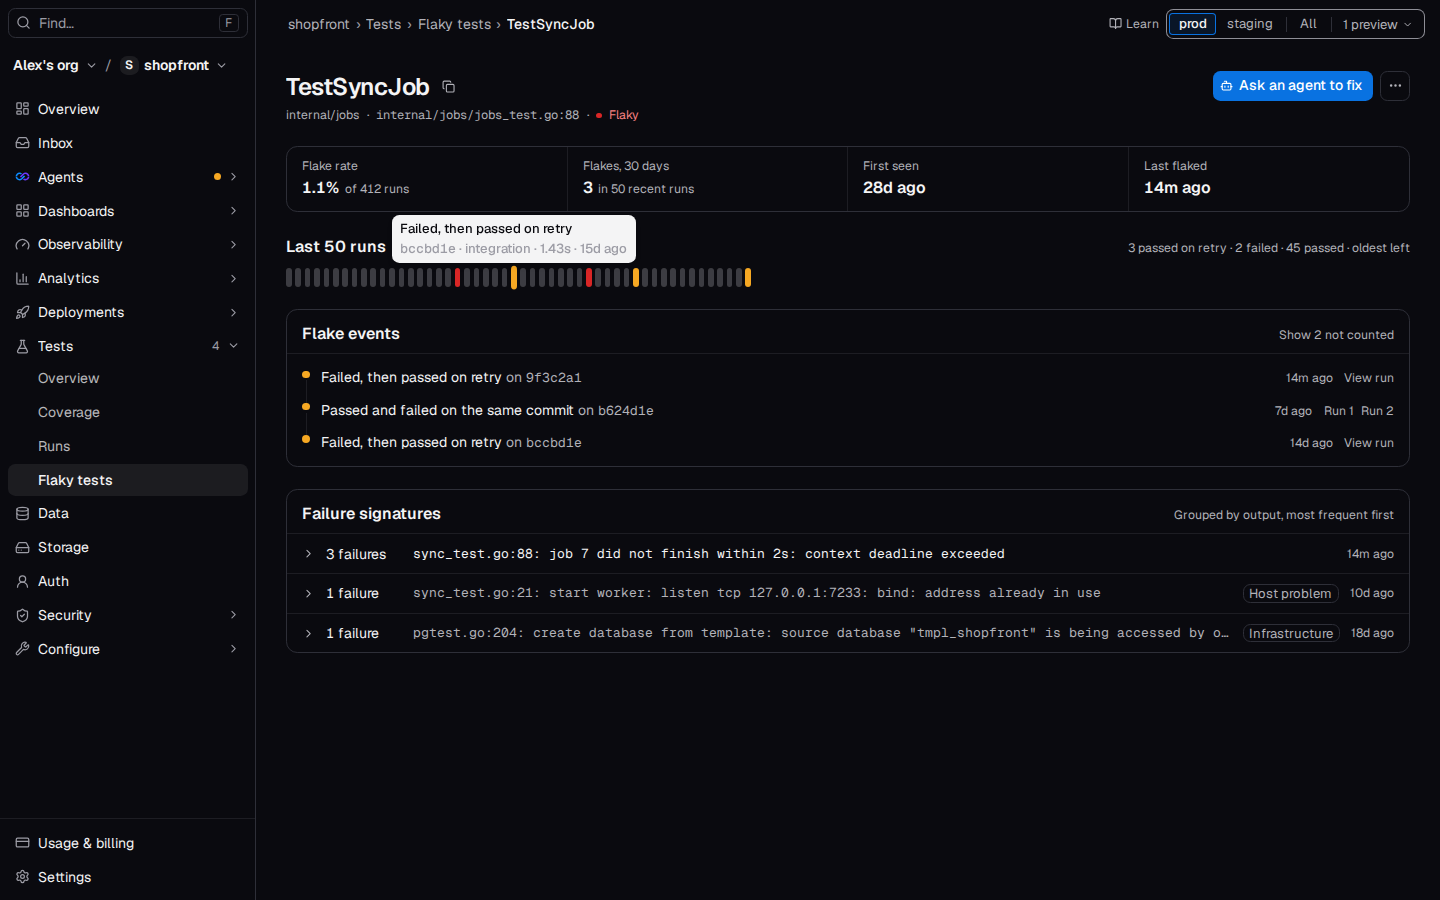 Find...
F
Alex's org / S shopfront
Overview
Inbox
Agents
Dashboards
Observability
Analytics
Deployments
Tests 4
Overview
Coverage
Runs
Flaky tests
Data
Storage
Auth
Security
Configure
Usage & billing
Settings
shopfront › Tests › Flaky tests › TestSyncJob
Learn
prod staging All 1 preview
TestSyncJob
Ask an agent to fix
internal/jobs · internal/jobs/jobs_test.go:88 · Flaky
Flake rate
1.1% of 412 runs
Flakes, 30 days
3 in 50 recent runs
First seen
28d ago
Last flaked
14m ago
Failed, then passed on retry
bccbd1e · integration · 1.43s · 15d ago
Last 50 runs
3 passed on retry · 2 failed · 45 passed · oldest left
Flake events
Show 2 not counted
Failed, then passed on retry on 9f3c2a1 14m ago View run
Passed and failed on the same commit on b624d1e 7d ago Run 1 Run 2
Failed, then passed on retry on bccbd1e 14d ago View run
Failure signatures
Grouped by output, most frequent first
3 failures sync_test.go:88: job 7 did not finish within 2s: context deadline exceeded 14m ago
1 failure sync_test.go:21: start worker: listen tcp 127.0.0.1:7233: bind: address already in use Host problem 10d ago
1 failure pgtest.go:204: create database from template: source database "tmpl_shopfront" is being accessed by o… Infrastructure 18d ago